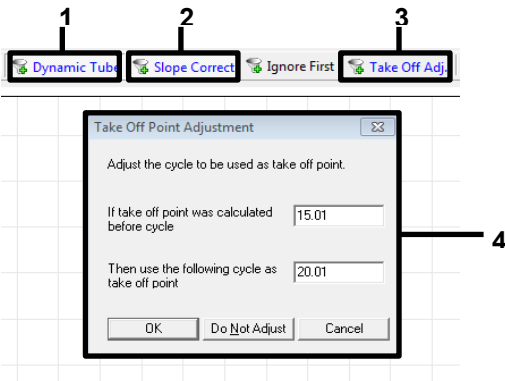 1 2 3
Dynamic Tube Slope Correct Ignore First Take Off Adj.
Take Off Point Adjustment
Adjust the cycle to be used as take off point.
If take off point was calculated
before cycle
15.01
Then use the following cycle as
take off point
20.01
OK Do Not Adjust Cancel
4